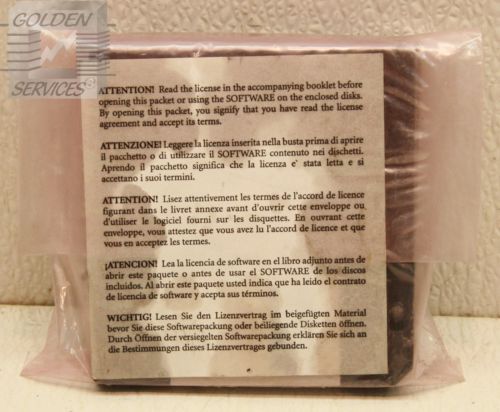 GOLDEN
SERVICES
ATTENTION! Read the license in the accompanying booklet before
opening this packet or using the SOFTWARE on the enclosed disks.
By opening this packet, you signify that you have read the license
agreement and accept its terms.
ATTENZIONE! Leggere la licenza inserita nella busta prima di aprire
il pacchetto o di utilizzare il SOFTWARE contenuto nei dischetti.
Aprendo il pacchetto significa che la licenza e' stata letta e si
accettano i suoi termini.
ATTENTION! Lisez attentivement les termes de l'accord de licence
figurant dans le livret annexe avant d'ouvrir cette enveloppe ou
d'utiliser le logiciel fourni sur les disquettes. En ouvrant cette
enveloppe, vous attestez que vous avez lu l'accord de licence et que
vous en acceptez les termes.
¡ATENCION! Lea la licencia de software en el libro adjunto antes de
abrir este paquete o antes de usar el SOFTWARE de los discos
incluidos. Al abrir este paquete usted indica que ha leido el contrato
de licencia de software y acepta sus términos.
WICHTIG! Lesen Sie den Lizenzvertrag im beigefügten Material
bevor Sie diese Softwarepackung oder beiliegende Disketten öffnen.
Durch Öffnen der versiegelten Softwarepackung erklären Sie sich an
die Bestimmungen dieses Lizenzvertrages gebunden.